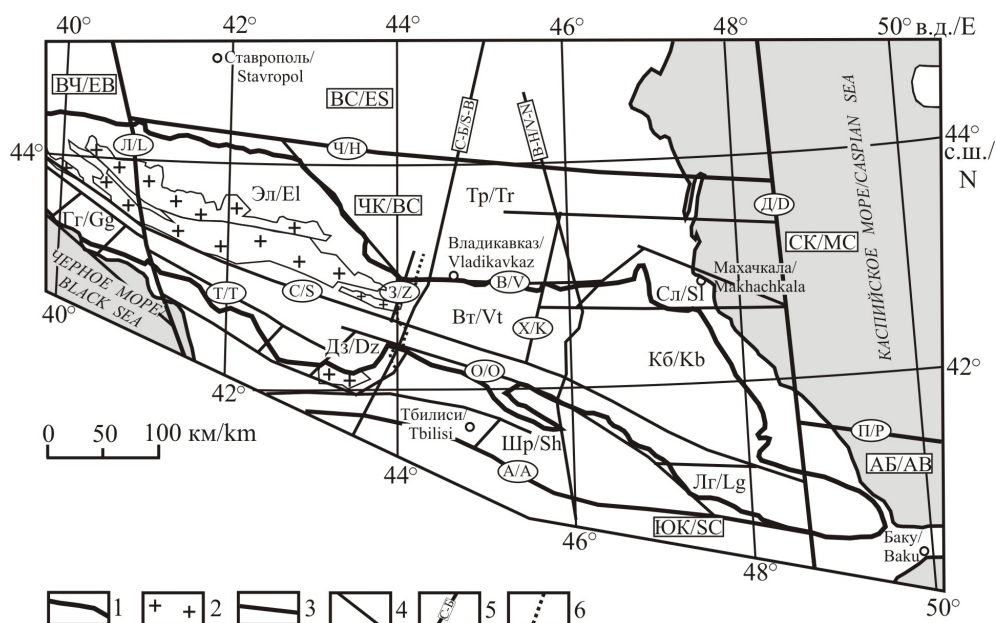 40° 42° 44° 46° 48° 50° в.д./E
Ставрополь/
Stavropol
ВЧ/EB
ВС/ES
С-Б/S-B
В-Н/V-N
КАСПИЙСКОЕ МОРЕ/CASPIAN SEA
44°
с.ш./
N
44°
Л/L
Ч/H
Эл/El
ЧК/BC
Тр/Tr
Д/D
СК/MC
Гг/Gg
Владикавказ/
Vladikavkaz
Махачкала/
Makhachkala
ЧЕРНОЕ МОРЕ/
BLACK SEA
Т/T
С/S
З/Z
В/V
Сл/Sl
40°
Вт/Vt
Х/K
Дз/Dz
Кб/Kb
О/O
42°
42°
0 50 100 км/km
Тбилиси/
Tbilisi
Шр/Sh
П/P
44°
А/A
Лг/Lg
АБ/AB
ЮК/SC
46°
Баку/
Baku
48°
50°
1 2 3 4 С-Б 5 6